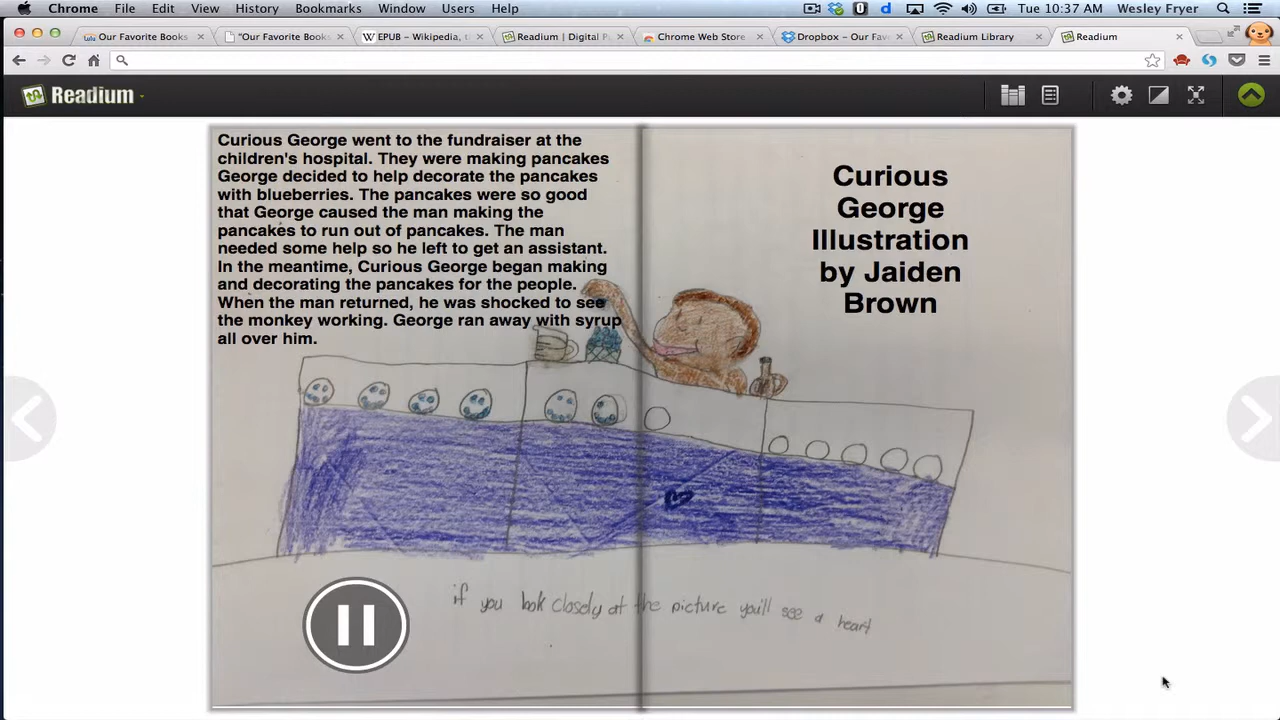 Chrome File Edit View History Bookmarks Window Users Help Tue 10:37 AM Wesley Fryer
Our Favorite Books "Our Favorite Books EPUB – Wikipedia, t Readium | Digital P Chrome Web Store Dropbox – Our Fav Readium Library Readium
Readium
Curious George went to the fundraiser at the
children's hospital. They were making pancakes
George decided to help decorate the pancakes
with blueberries. The pancakes were so good
that George caused the man making the
pancakes to run out of pancakes. The man
needed some help so he left to get an assistant.
In the meantime, Curious George began making
and decorating the pancakes for the people.
When the man returned, he was shocked to see
the monkey working. George ran away with syrup
all over him.
Curious
George
Illustration
by Jaiden
Brown
if you look closely at the picture you'll see a heart